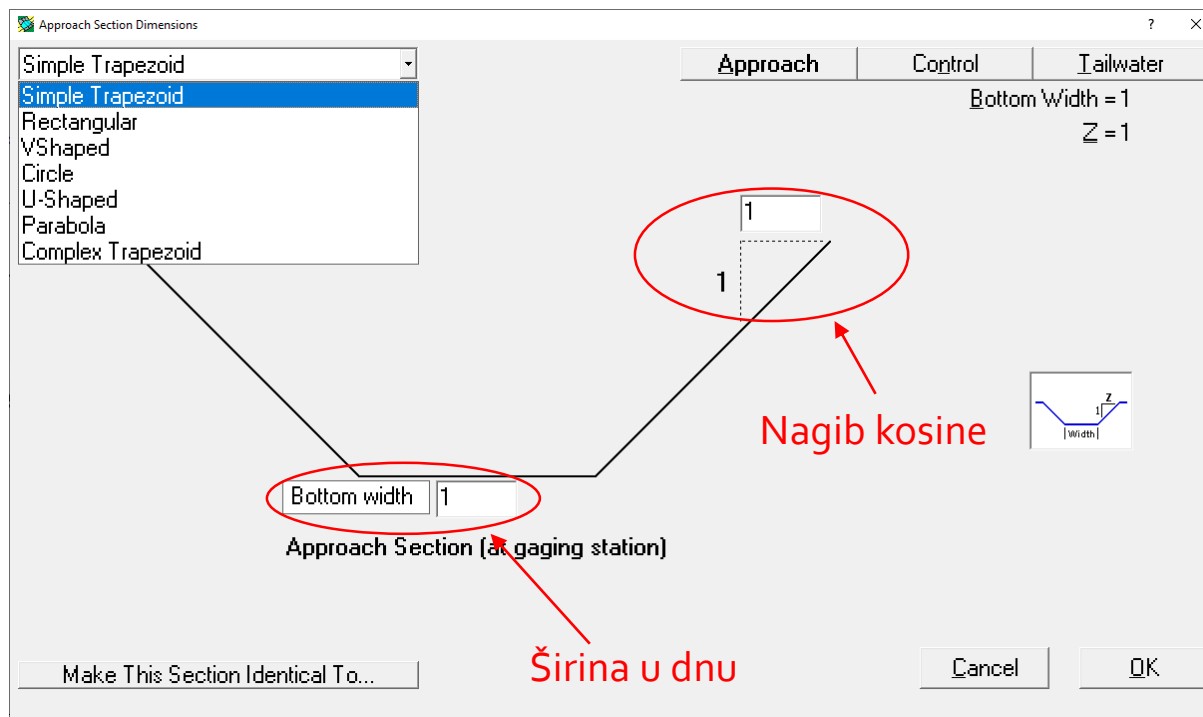 Approach Section Dimensions
? ×
Simple Trapezoid
Simple Trapezoid
Rectangular
VShaped
Circle
U-Shaped
Parabola
Complex Trapezoid
Approach Control Tailwater
Bottom Width = 1
Z = 1
1
1
Nagib kosine
Z
1
|Width|
Bottom width 1
Approach Section (at gaging station)
Širina u dnu
Make This Section Identical To...
Cancel OK